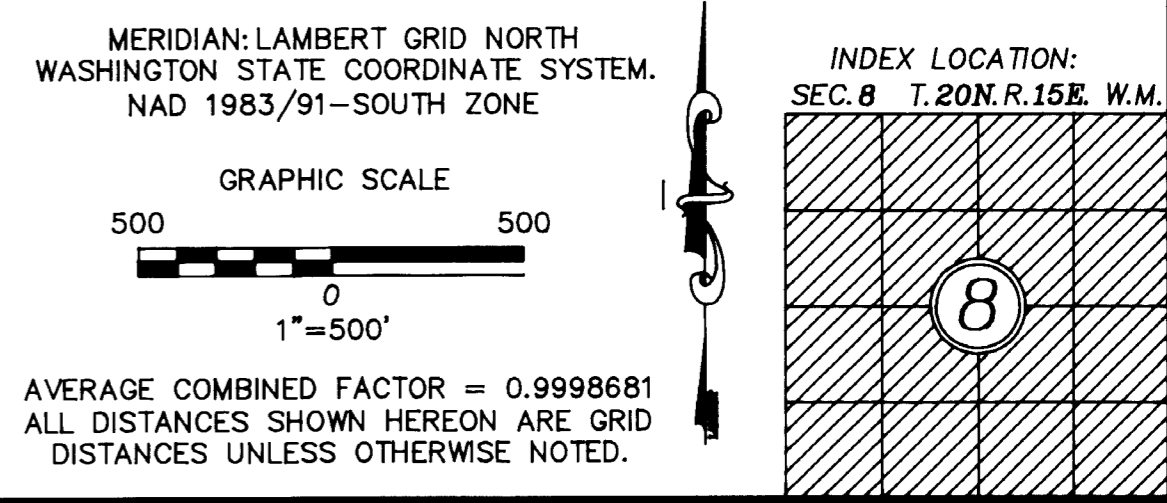 MERIDIAN: LAMBERT GRID NORTH
WASHINGTON STATE COORDINATE SYSTEM.
NAD 1983/91-SOUTH ZONE
GRAPHIC SCALE
500 500
0
1"=500'
AVERAGE COMBINED FACTOR = 0.9998681
ALL DISTANCES SHOWN HEREON ARE GRID
DISTANCES UNLESS OTHERWISE NOTED.
INDEX LOCATION:
SEC. 8 T. 20N. R. 15E. W.M.
8